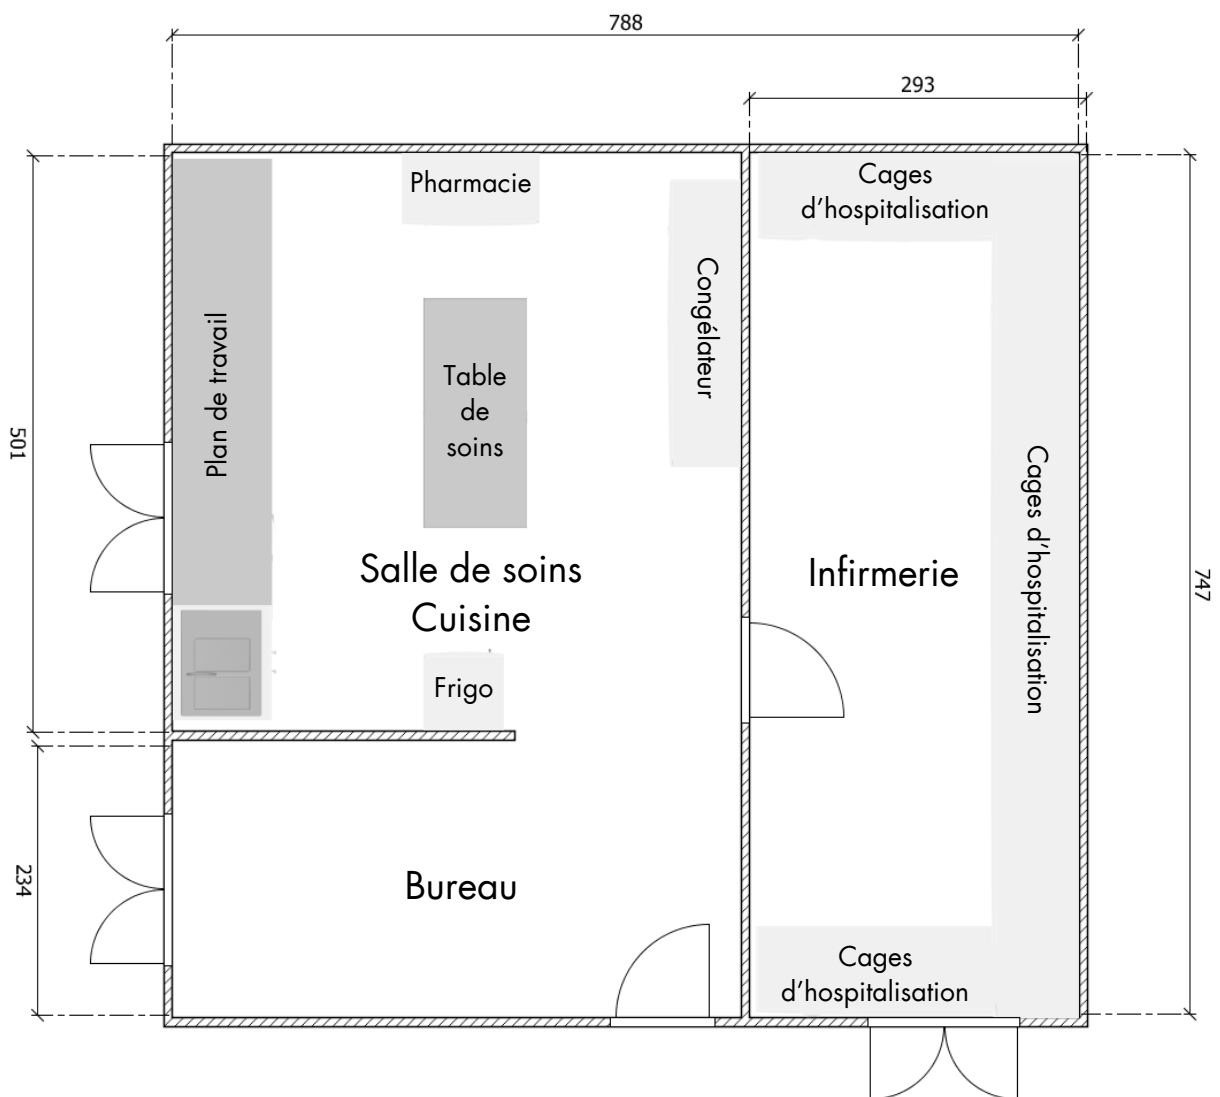 788
293
Pharmacie
Cages
d’hospitalisation
Congélateur
Plan de travail
Table
de
soins
501
Cages d’hospitalisation
Salle de soins
Cuisine
Infirmerie
747
Frigo
234
Bureau
Cages
d’hospitalisation